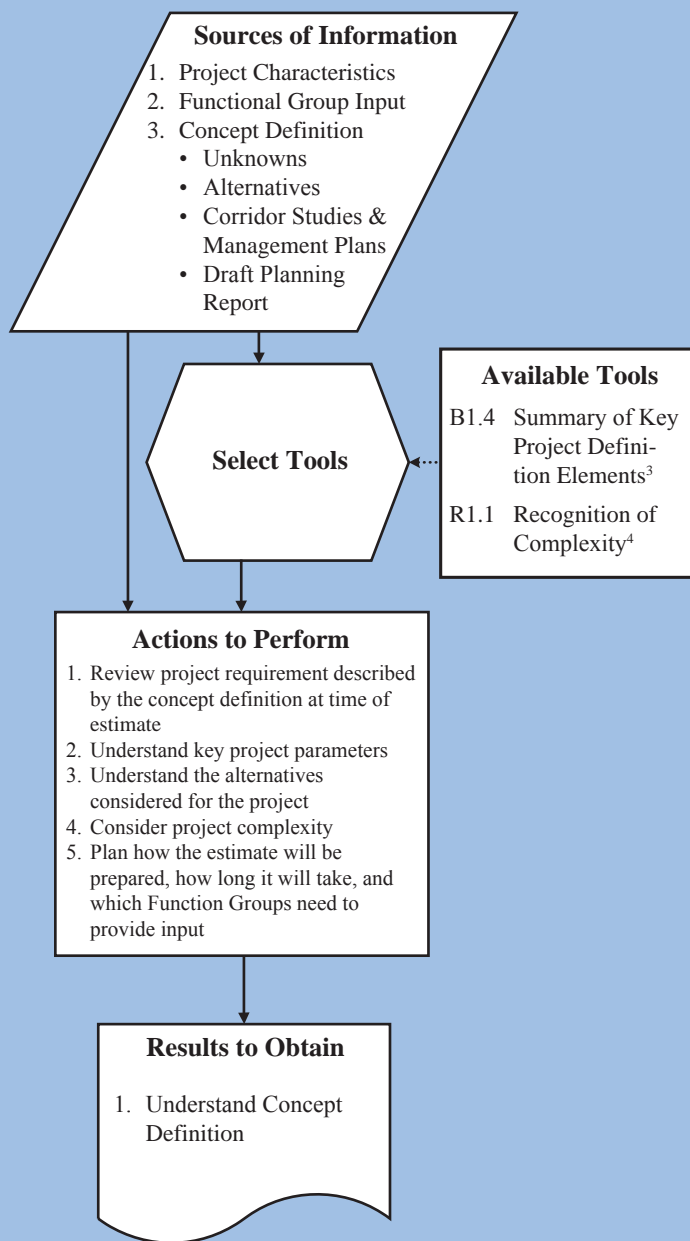 Sources of Information
1. Project Characteristics
2. Functional Group Input
3. Concept Definition
• Unknowns
• Alternatives
• Corridor Studies &
Management Plans
• Draft Planning
Report
Select Tools
Available Tools
B1.4 Summary of Key
Project Defini-
tion Elements³
R1.1 Recognition of
Complexity⁴
Actions to Perform
1. Review project requirement described
by the concept definition at time of
estimate
2. Understand key project parameters
3. Understand the alternatives
considered for the project
4. Consider project complexity
5. Plan how the estimate will be
prepared, how long it will take, and
which Function Groups need to
provide input
Results to Obtain
1. Understand Concept
Definition